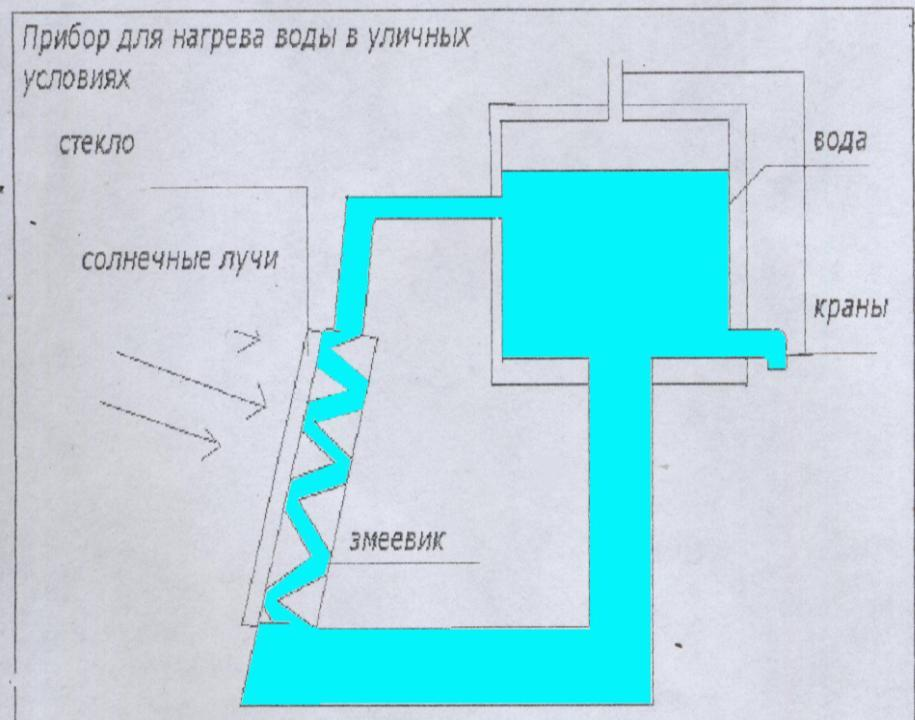 Прибор для нагрева воды в уличных
условиях
стекло
вода
солнечные лучи
краны
змеевик